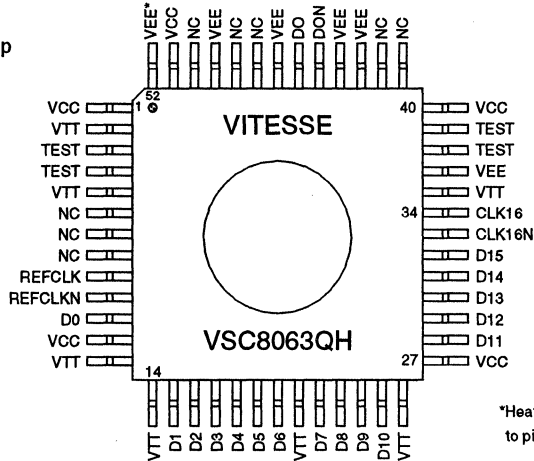 VEE* VCC NC VEE NC NC VEE DO DON VEE VEE NC NC
p
52
VCC 1 40 VCC
VTT VITESSE TEST
TEST TEST
TEST VEE
VTT VTT
NC 34 CLK16
NC CLK16N
NC D15
REFCLK D14
REFCLKN D13
D0 D12
VCC VSC8063QH D11
VTT 27 VCC
14
VTT D1 D2 D3 D4 D5 D6 VTT D7 D8 D9 D10 VTT
*Hea
to pi